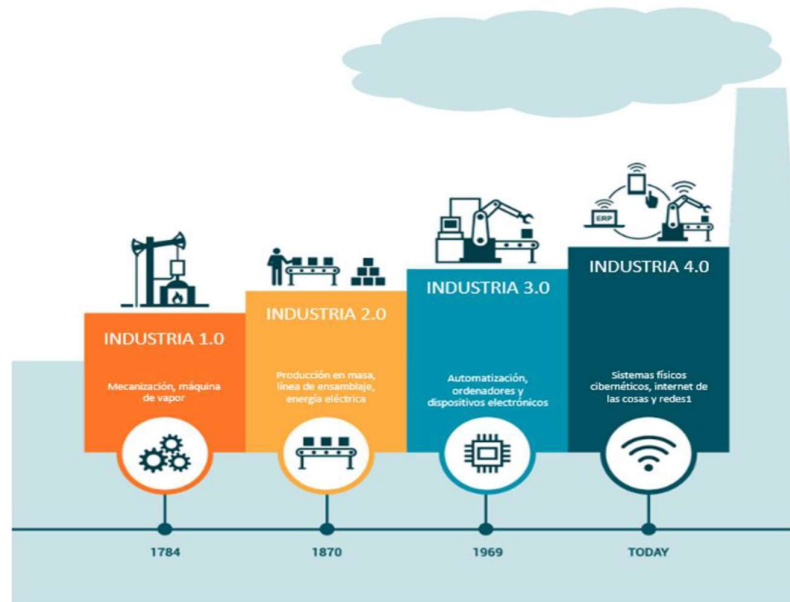 ERP
INDUSTRIA 1.0
Mecanización, máquina
de vapor
1784
INDUSTRIA 2.0
Producción en masa,
línea de ensamblaje,
energía eléctrica
1870
INDUSTRIA 3.0
Automatización,
ordenadores y
dispositivos electrónicos
1969
INDUSTRIA 4.0
Sistemas físicos
cibernéticos, internet de
las cosas y redes1
TODAY